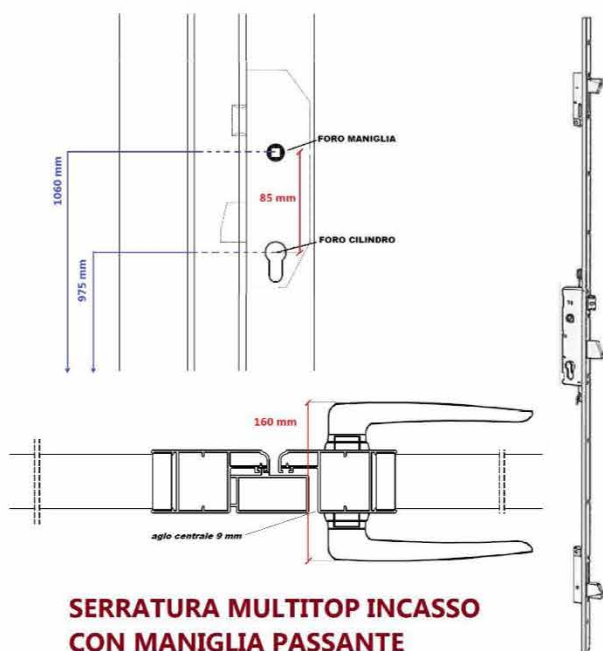 FORO MANIGLIA
1060 mm
85 mm
FORO CILINDRO
975 mm
160 mm
agio centrale 9 mm
SERRATURA MULTITOP INCASSO
CON MANIGLIA PASSANTE